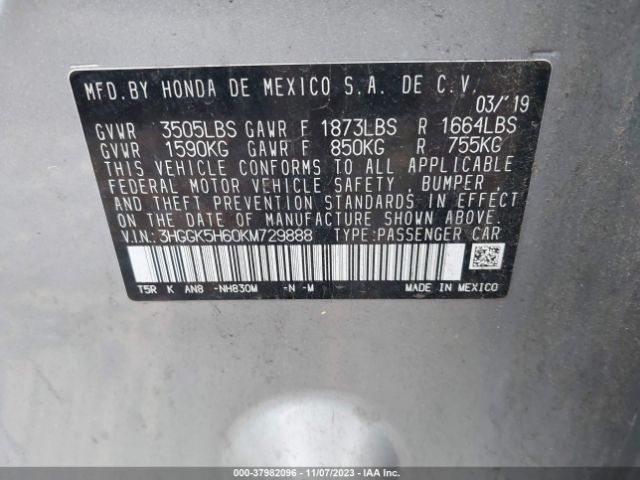 MFD.BY HONDA DE MEXICO S.A. DE C.V.
03/'19
GVWR 3505LBS GAWR F 1873LBS R 1664LBS
GVWR 1590KG GAWR F 850KG R 755KG
THIS VEHICLE CONFORMS TO ALL APPLICABLE
FEDERAL MOTOR VEHICLE SAFETY , BUMPER ,
AND THEFT PREVENTION STANDARDS IN EFFECT
ON THE DATE OF MANUFACTURE SHOWN ABOVE.
V.I.N.: 3HGGK5H60KM729888 TYPE:PASSENGER CAR
T5R K AN8 -NH830M -N -M MADE IN MEXICO
000-37982096 - 11/07/2023 - IAA Inc.